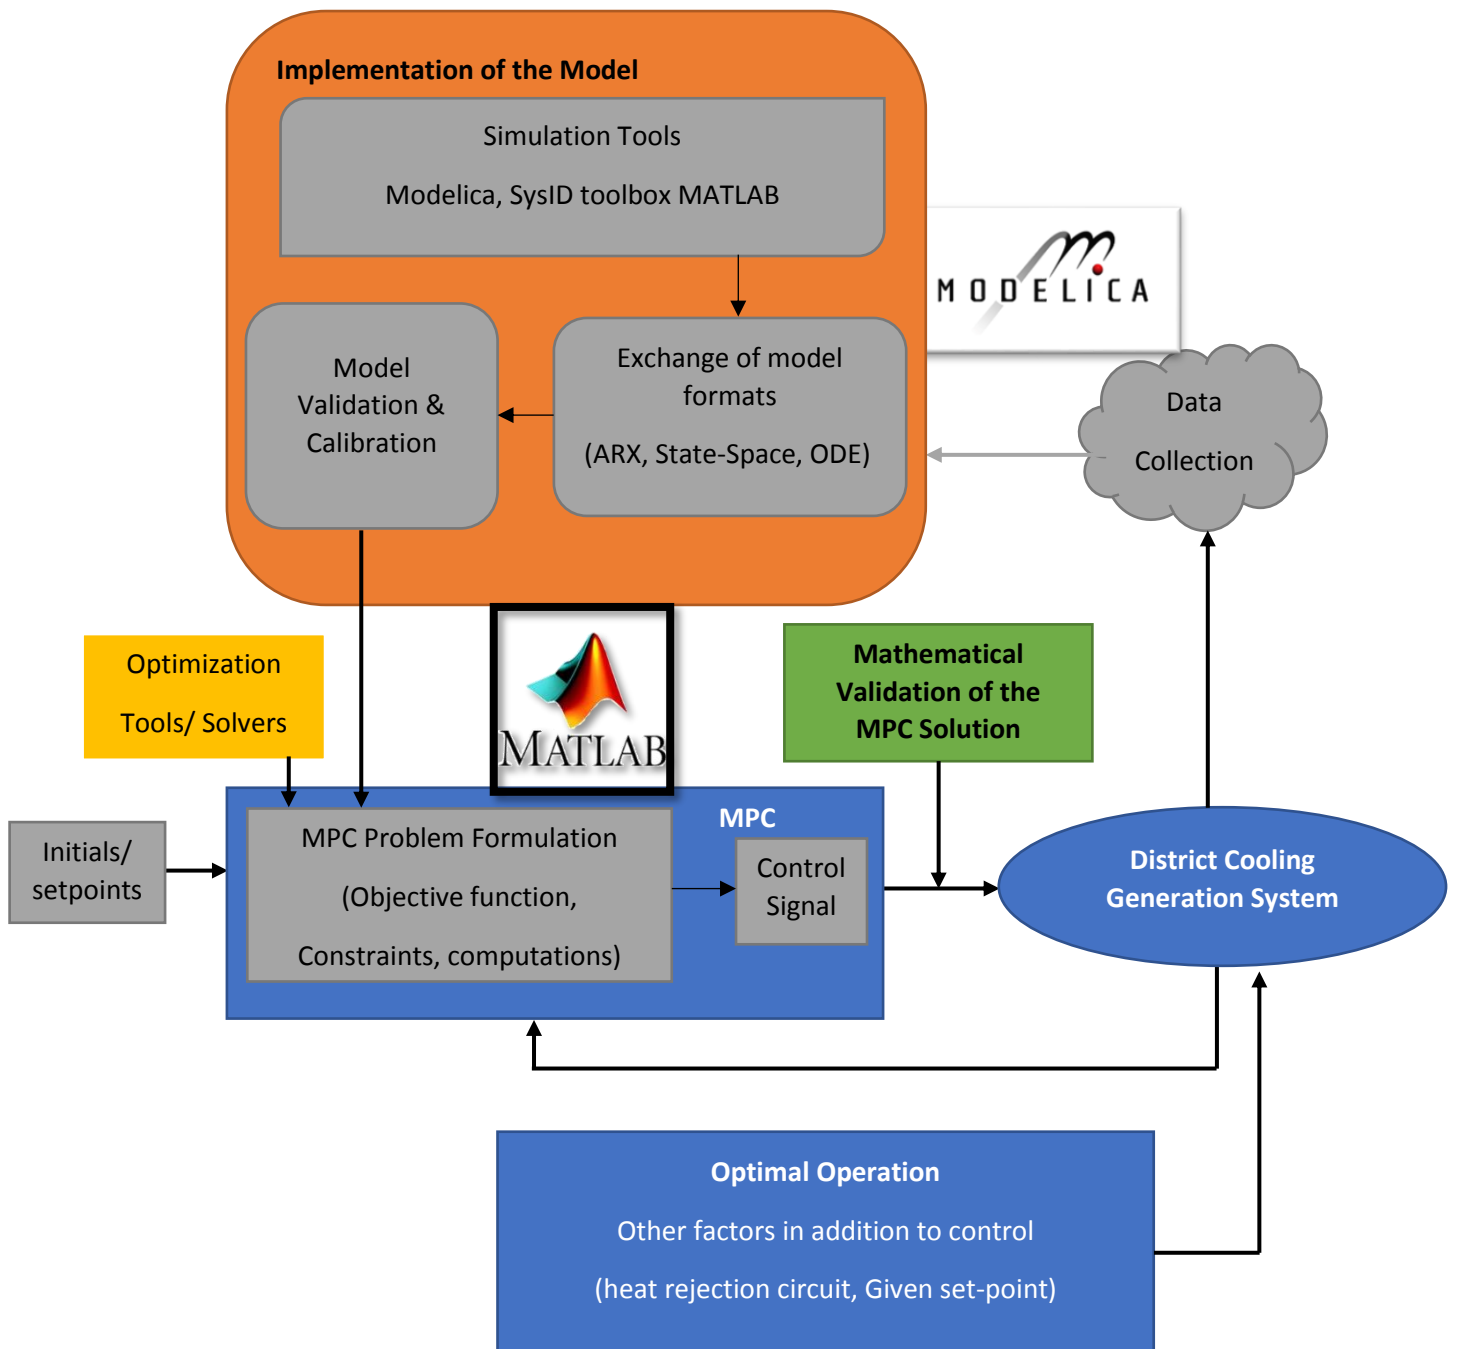 Implementation of the Model
Simulation Tools
Modelica, SysID toolbox MATLAB
MODELICA
Model
Validation &
Calibration
Exchange of model
formats
(ARX, State-Space, ODE)
Data
Collection
Optimization
Tools/ Solvers
MATLAB
Mathematical
Validation of the
MPC Solution
Initials/
setpoints
MPC
MPC Problem Formulation
(Objective function,
Constraints, computations)
Control
Signal
District Cooling
Generation System
Optimal Operation
Other factors in addition to control
(heat rejection circuit, Given set-point)